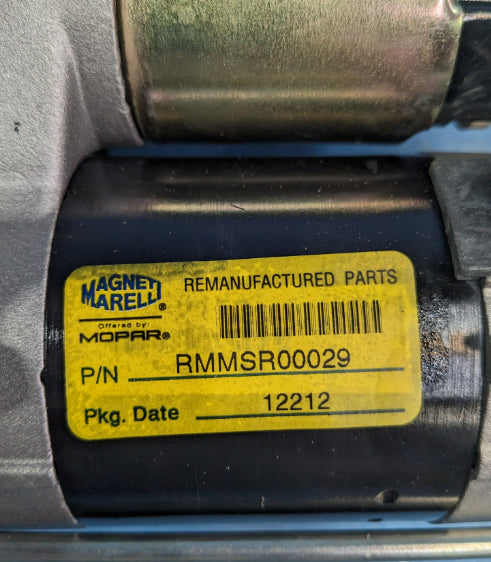 MAGNETI
MARELLI®
REMANUFACTURED PARTS
Offered by:
MOPAR®
P/N RMMSR00029
Pkg. Date 12212